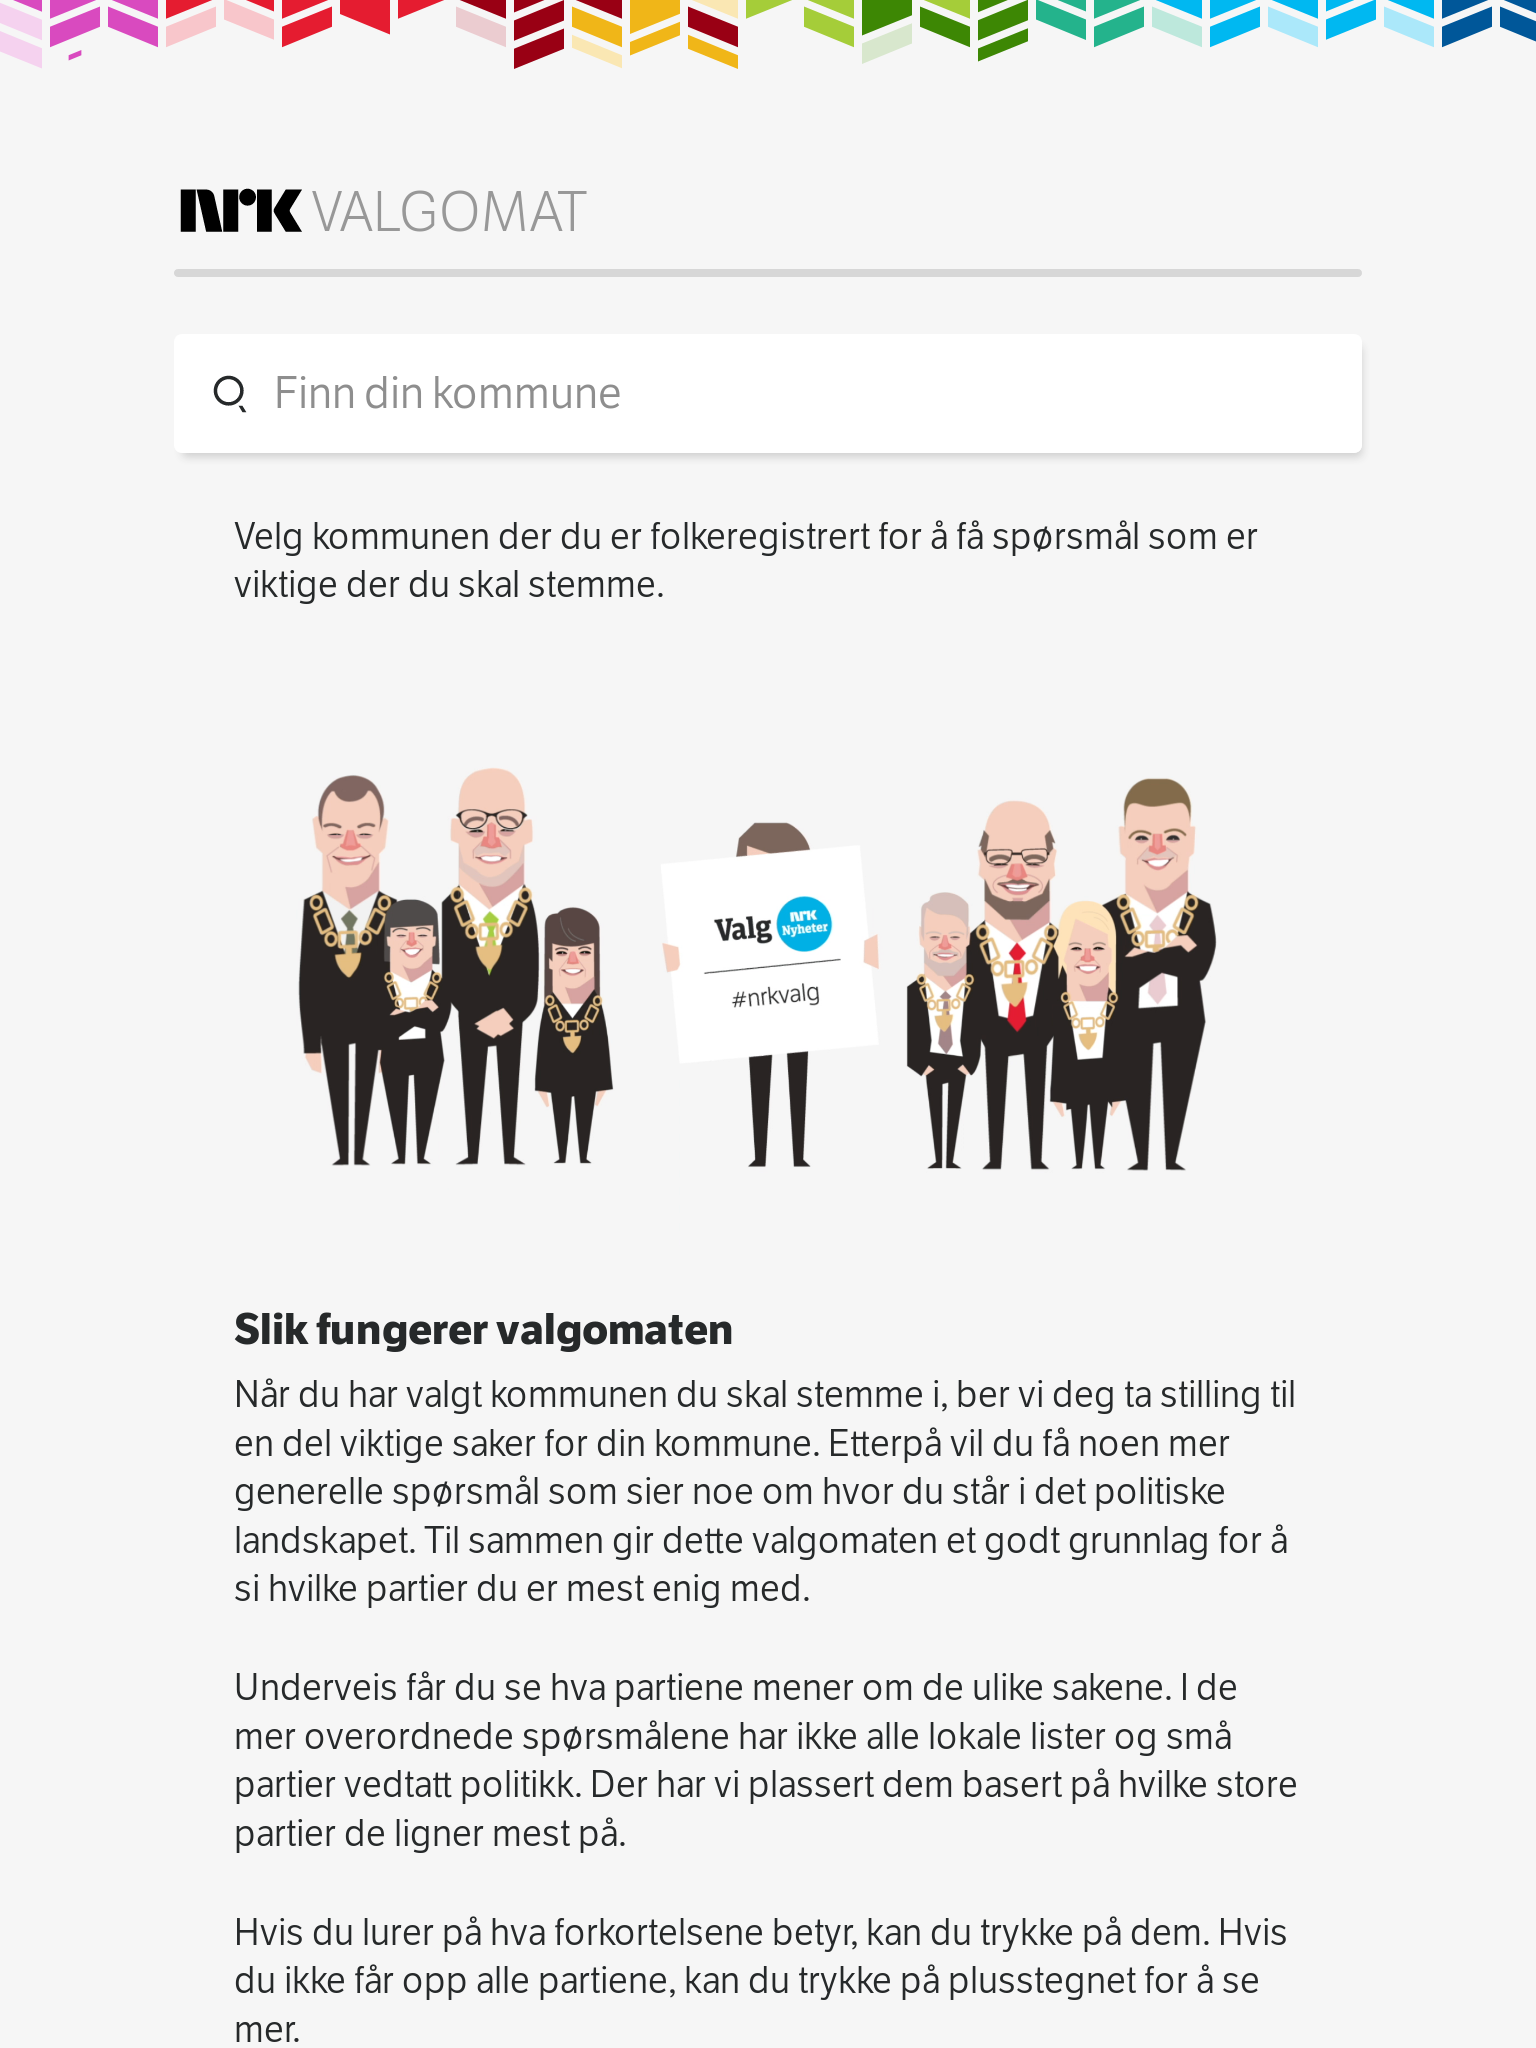 nrk VALGOMAT
Finn din kommune
Velg kommunen der du er folkeregistrert for å få spørsmål som er
viktige der du skal stemme.
Valg nrk Nyheter
#nrkvalg
Slik fungerer valgomaten
Når du har valgt kommunen du skal stemme i, ber vi deg ta stilling til
en del viktige saker for din kommune. Etterpå vil du få noen mer
generelle spørsmål som sier noe om hvor du står i det politiske
landskapet. Til sammen gir dette valgomaten et godt grunnlag for å
si hvilke partier du er mest enig med.
Underveis får du se hva partiene mener om de ulike sakene. I de
mer overordnede spørsmålene har ikke alle lokale lister og små
partier vedtatt politikk. Der har vi plassert dem basert på hvilke store
partier de ligner mest på.
Hvis du lurer på hva forkortelsene betyr, kan du trykke på dem. Hvis
du ikke får opp alle partiene, kan du trykke på plusstegnet for å se
mer.